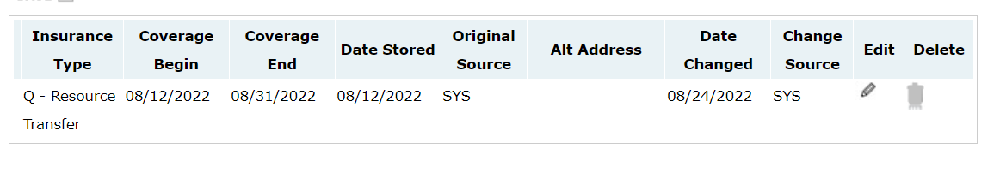 Insurance Type Coverage Begin Coverage End Date Stored Original Source Alt Address Date Changed Change Source Edit Delete
Q - Resource 08/12/2022 08/31/2022 08/12/2022 SYS 08/24/2022 SYS
Transfer